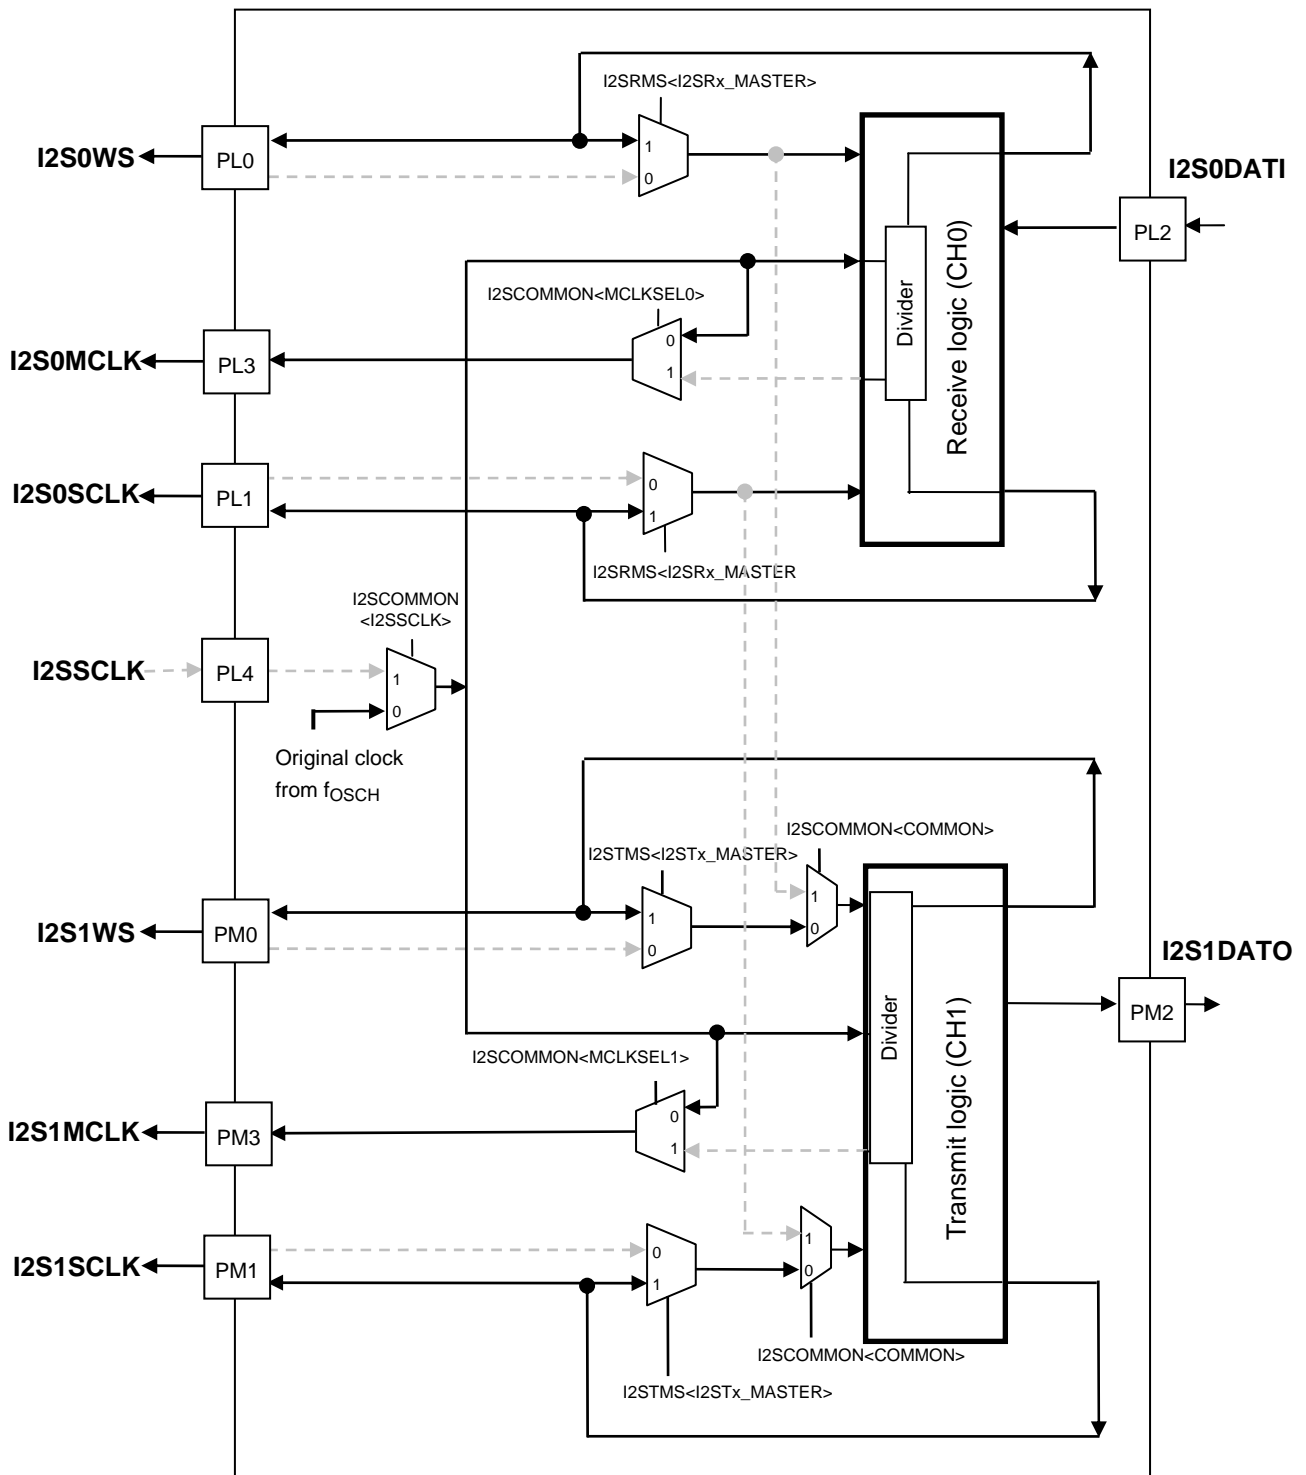 I2SRMS<I2SRx_MASTER>
I2S0WS
PL0
1
0
I2S0DATI
PL2
Receive logic (CH0)
Divider
I2SCOMMON<MCLKSEL0>
0
1
I2S0MCLK
PL3
I2S0SCLK
PL1
0
1
I2SRMS<I2SRx_MASTER
I2SCOMMON
<I2SSCLK>
I2SSCLK
PL4
1
0
Original clock
from fOSCH
I2SCOMMON<COMMON>
I2STMS<I2STx_MASTER>
1
0
1
0
I2S1WS
PM0
I2S1DATO
PM2
Transmit logic (CH1)
Divider
I2SCOMMON<MCLKSEL1>
0
1
I2S1MCLK
PM3
I2S1SCLK
PM1
0
1
1
0
I2SCOMMON<COMMON>
I2STMS<I2STx_MASTER>